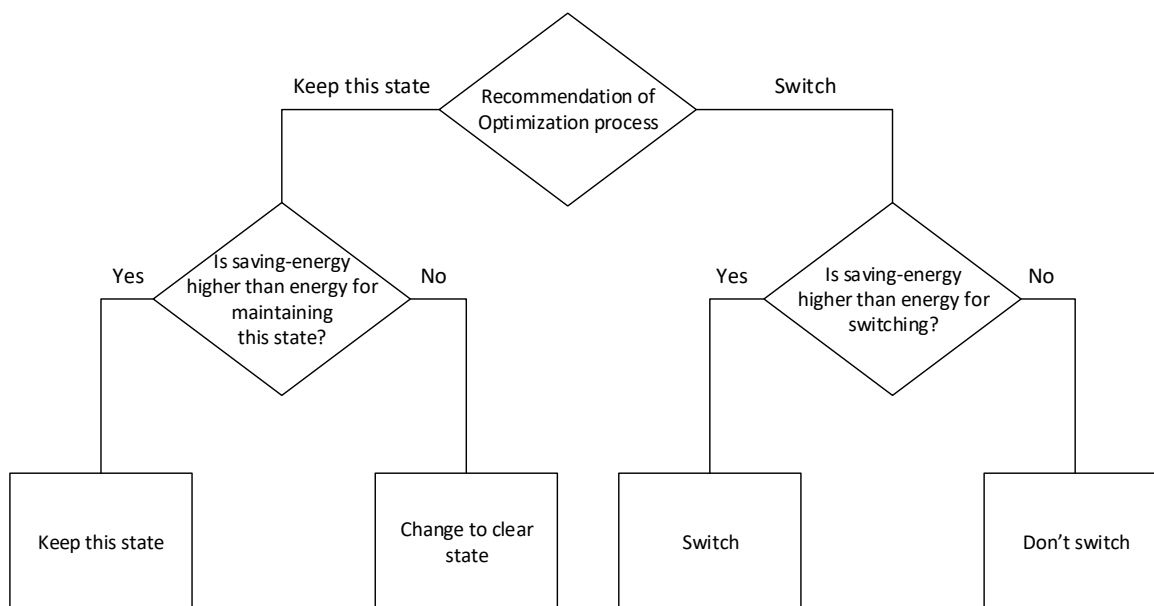 Keep this state
Switch
Recommendation of
Optimization process
Yes
No
Is saving-energy
higher than energy for
maintaining
this state?
Yes
No
Is saving-energy
higher than energy for
switching?
Keep this state
Change to clear
state
Switch
Don’t switch